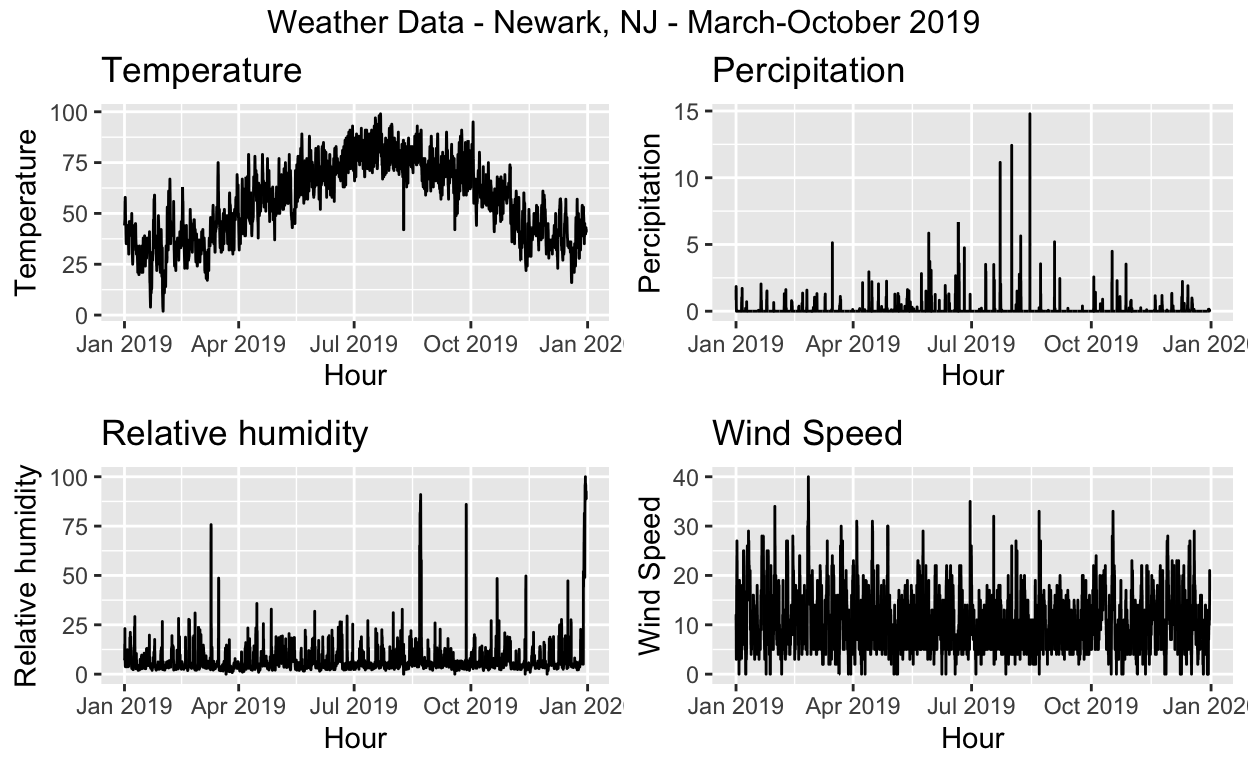 Weather Data - Newark, NJ - March-October 2019
Temperature
Temperature
100
75
50
25
0
Jan 2019 Apr 2019 Jul 2019 Oct 2019 Jan 202
Hour
Percipitation
Percipitation
15
10
5
0
Jan 2019 Apr 2019 Jul 2019 Oct 2019 Jan 2020
Hour
Relative humidity
Relative humidity
100
75
50
25
0
Jan 2019 Apr 2019 Jul 2019 Oct 2019 Jan 202
Hour
Wind Speed
Wind Speed
40
30
20
10
0
Jan 2019 Apr 2019 Jul 2019 Oct 2019 Jan 2020
Hour